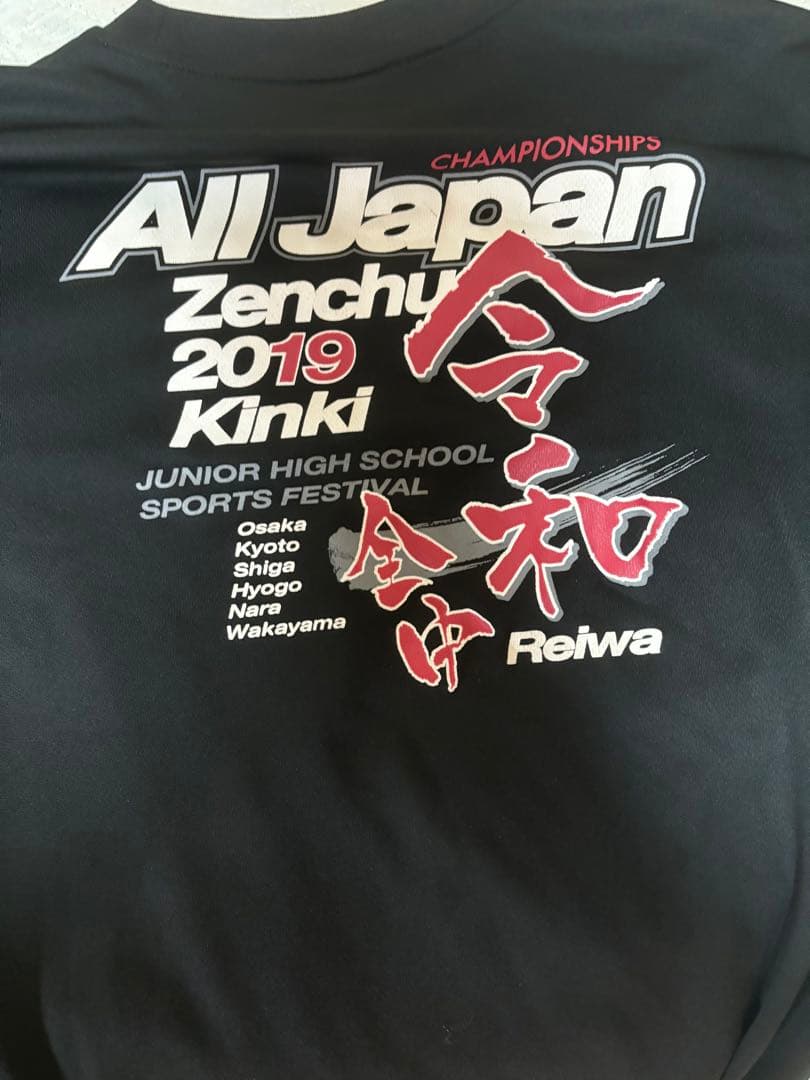 CHAMPIONSHIPS
All Japan
Zenchu
2019
Kinki
令和
JUNIOR HIGH SCHOOL
SPORTS FESTIVAL
Osaka
Kyoto
Shiga
Hyogo
Nara
Wakayama
全中
Reiwa